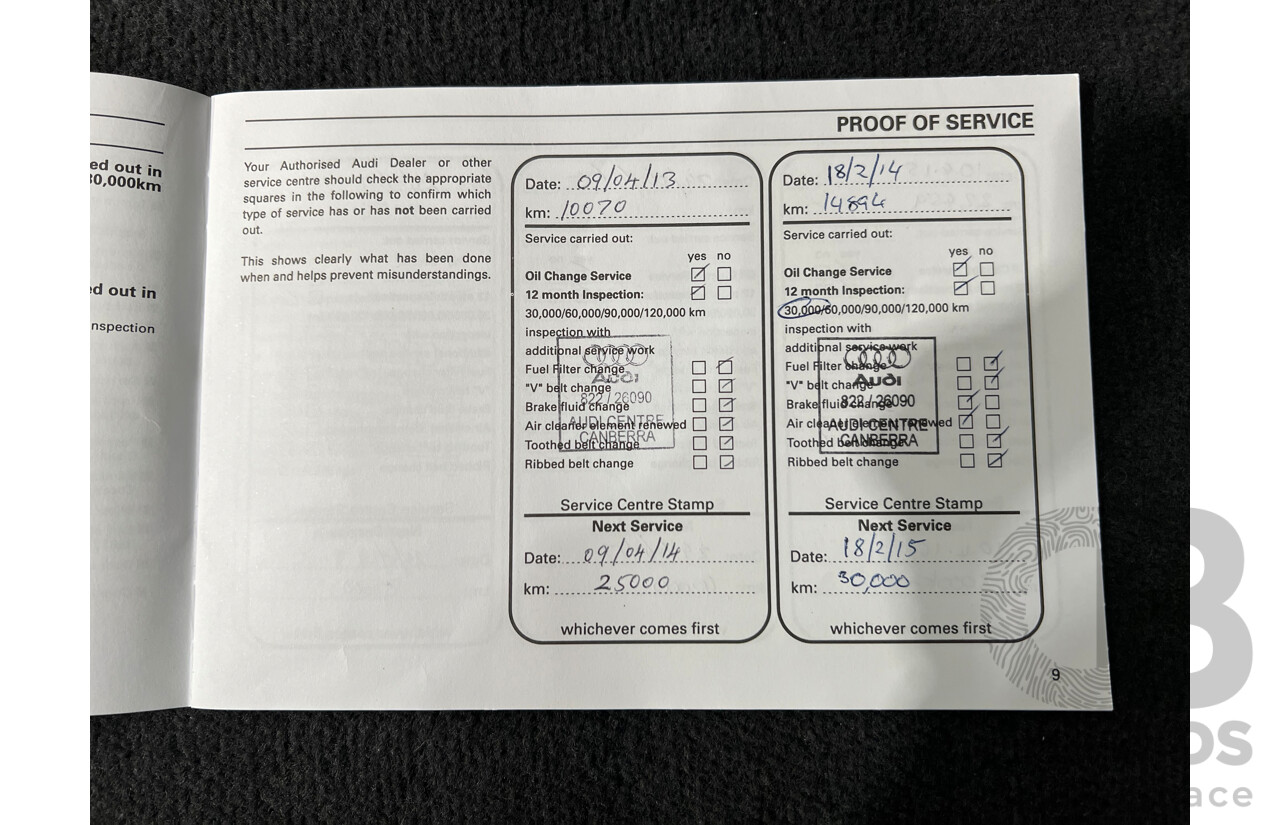 ed out in
30,000km
ed out in
nspection
PROOF OF SERVICE
Your Authorised Audi Dealer or other
service centre should check the appropriate
squares in the following to confirm which
type of service has or has not been carried
out.
This shows clearly what has been done
when and helps prevent misunderstandings.
Date: 09/04/13
km: 10070
Service carried out:
yes no
Oil Change Service
12 month Inspection:
30,000/60,000/90,000/120,000 km
inspection with
additional service work
Fuel Filter change
"V" belt change
Brake fluid change
Air cleaner element renewed
Toothed belt change
Ribbed belt change
Audi
822 / 26090
AUDI CENTRE
CANBERRA
Service Centre Stamp
Next Service
Date: 09/04/14
km: 25000
whichever comes first
Date: 18/2/14
km: 14894
Service carried out:
yes no
Oil Change Service
12 month Inspection:
30,000/60,000/90,000/120,000 km
inspection with
additional service work
Fuel Filter change
"V" belt change
Brake fluid change
Air cleaner element renewed
Toothed belt change
Ribbed belt change
Audi
822 / 26090
AUDI CENTRE
CANBERRA
Service Centre Stamp
Next Service
Date: 18/2/15
km: 30,000
whichever comes first
9
3
os
ace